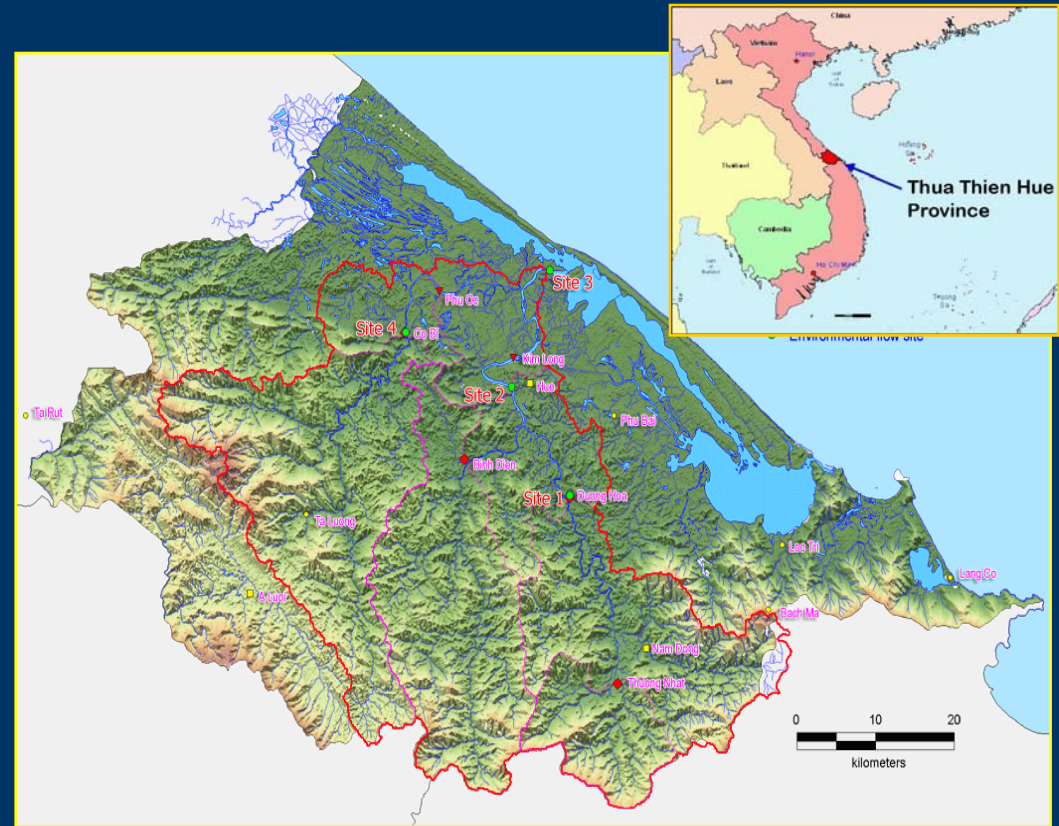 China
Vietnam
Hanoi
Laos
Thailand
Cambodia
Ho Chi Minh
Thua Thien Hue
Province
Environmental flow site
Site 3
Phu Oc
Site 4
Co Bi
Kim Long
Site 2
Hue
Phu Bai
Ta Rut
Binh Dien
Site 1
Duong Hoa
Ta Luong
Loc Tri
Lang Co
A Luoi
Bach Ma
Nam Dong
Thuong Nhat
0 10 20
kilometers